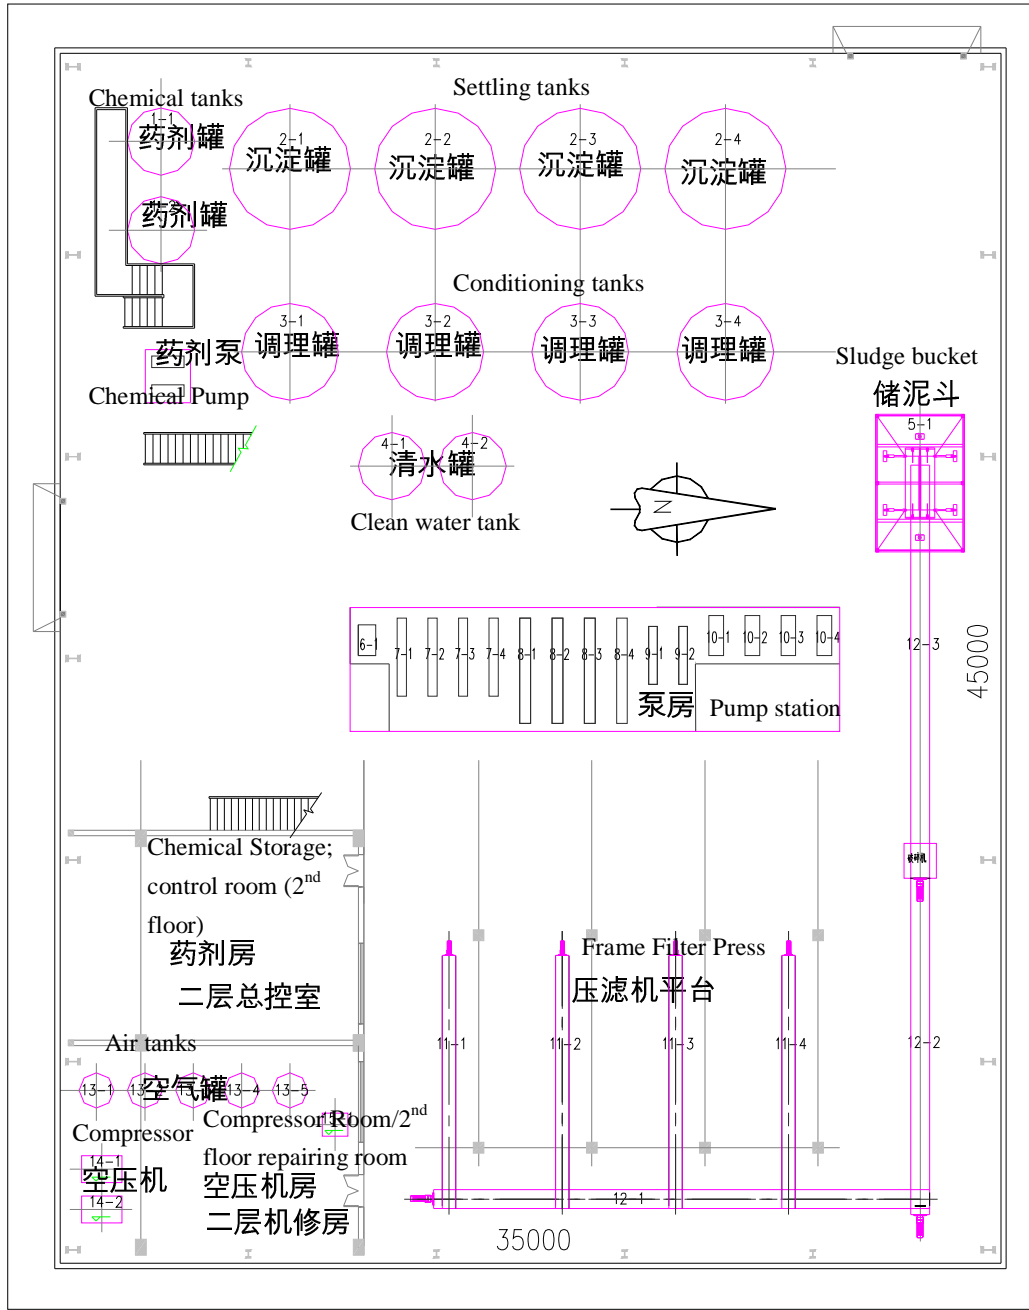 Chemical tanks
Settling tanks
1-1
药剂罐
2-1
沉淀罐
2-2
沉淀罐
2-3
沉淀罐
2-4
沉淀罐
药剂罐
Conditioning tanks
3-1
调理罐
3-2
调理罐
3-3
调理罐
3-4
调理罐
药剂泵
Chemical Pump
Sludge bucket
储泥斗
5-1
4-1
4-2
清水罐
Clean water tank
N
6-1
7-1
7-2
7-3
7-4
8-1
8-2
8-3
8-4
9-1
9-2
10-1
10-2
10-3
10-4
泵房
Pump station
12-3
45000
Chemical Storage;
control room (2nd
floor)
药剂房
二层总控室
破碎机
Frame Filter Press
压滤机平台
11-1
11-2
11-3
11-4
12-2
Air tanks
13-1
空气罐
13-4
13-5
Compressor
Compressor Room/2nd
floor repairing room
14-1
空压机
14-2
空压机房
二层机修房
12-1
35000